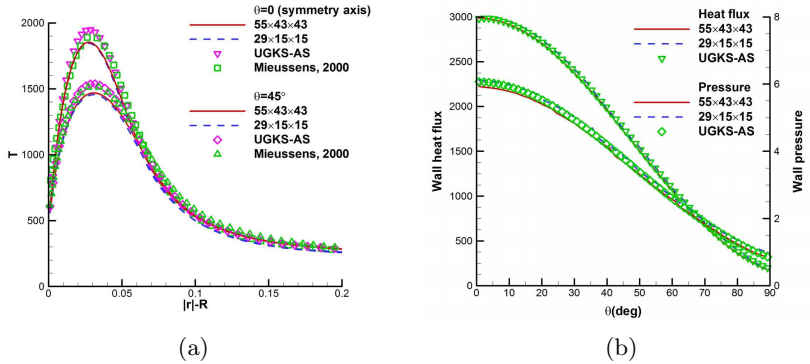 θ=0 (symmetry axis)
55×43×43
29×15×15
UGKS-AS
Mieussens, 2000
θ=45°
55×43×43
29×15×15
UGKS-AS
Mieussens, 2000
T
2000
1500
1000
500
0
0
0.05
0.1
0.15
0.2
|r|-R
(a)
Heat flux
55×43×43
29×15×15
UGKS-AS
Pressure
55×43×43
29×15×15
UGKS-AS
Wall heat flux
3000
2500
2000
1500
1000
500
0
0
10
20
30
40
50
60
70
80
90
θ(deg)
8
6
4
2
0
Wall pressure
(b)